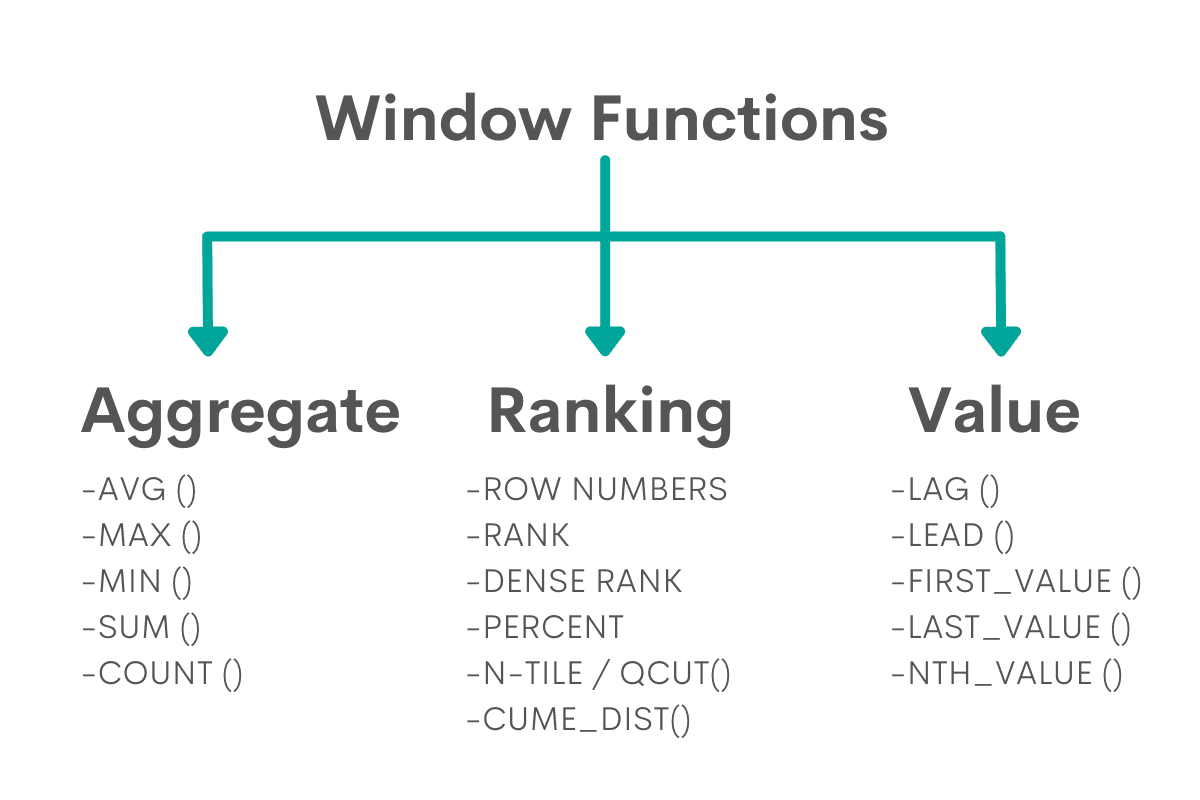 Window Functions
Aggregate
-AVG ()
-MAX ()
-MIN ()
-SUM ()
-COUNT ()
Ranking
-ROW NUMBERS
-RANK
-DENSE RANK
-PERCENT
-N-TILE / QCUT()
-CUME_DIST()
Value
-LAG ()
-LEAD ()
-FIRST_VALUE ()
-LAST_VALUE ()
-NTH_VALUE ()